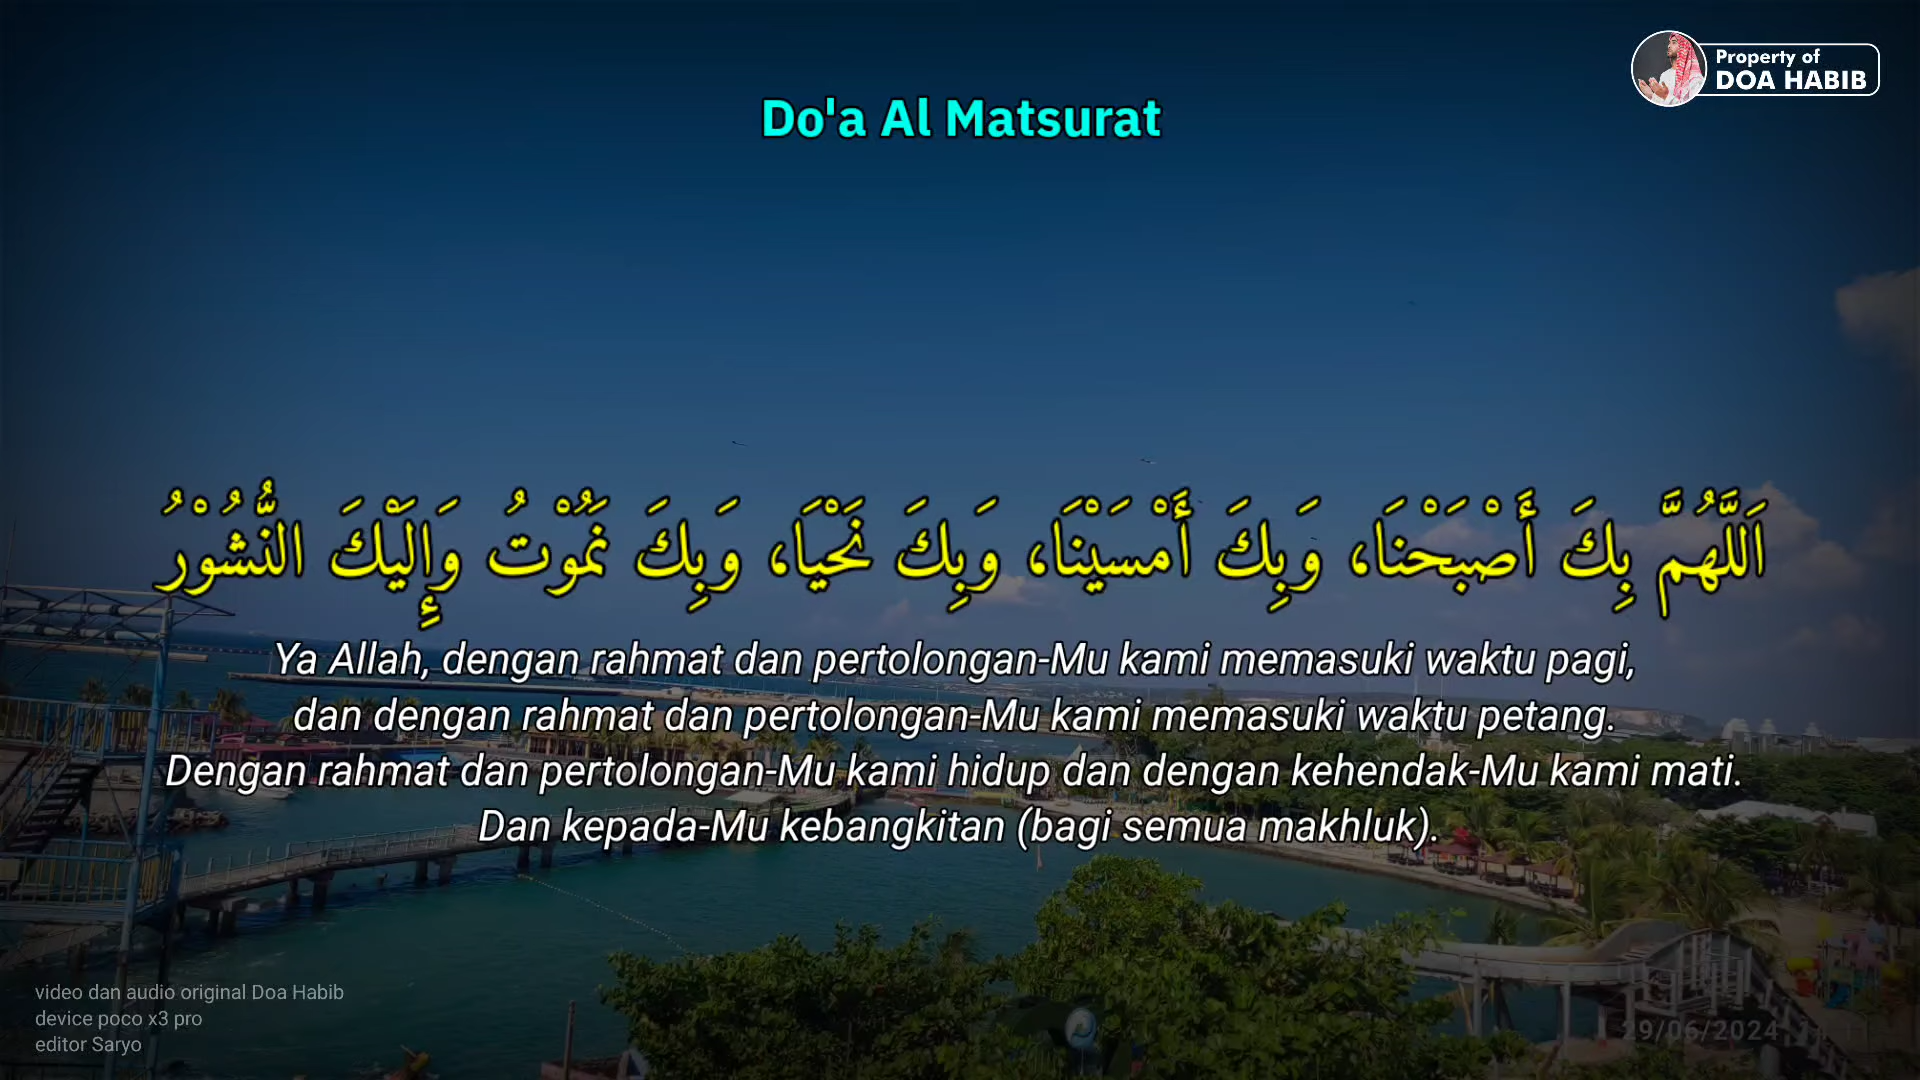 Property of
DOA HABIB
Do'a Al Matsurat
اَللَّهُمَّ بِكَ أَصْبَحْنَا، وَبِكَ أَمْسَيْنَا، وَبِكَ نَحْيَا، وَبِكَ نَمُوْتُ وَإِلَيْكَ النُّشُوْرُ
Ya Allah, dengan rahmat dan pertolongan-Mu kami memasuki waktu pagi,
dan dengan rahmat dan pertolongan-Mu kami memasuki waktu petang.
Dengan rahmat dan pertolongan-Mu kami hidup dan dengan kehendak-Mu kami mati.
Dan kepada-Mu kebangkitan (bagi semua makhluk).
video dan audio original Doa Habib
device poco x3 pro
editor Saryo
29/06/2024